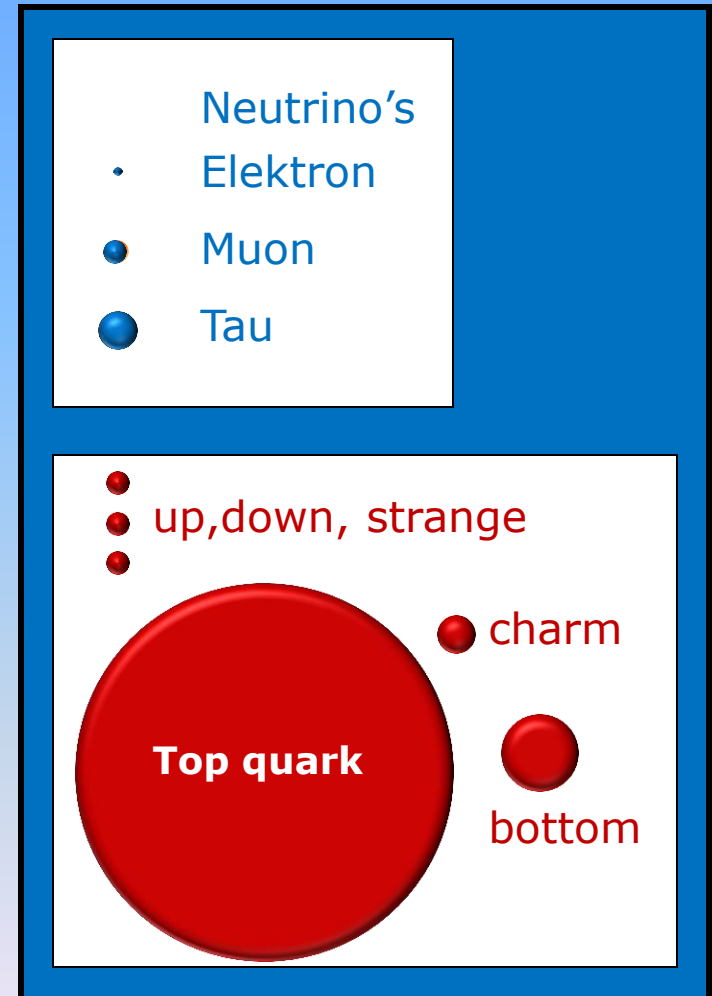 Neutrino’s
Elektron
Muon
Tau
up,down, strange
charm
Top quark
bottom